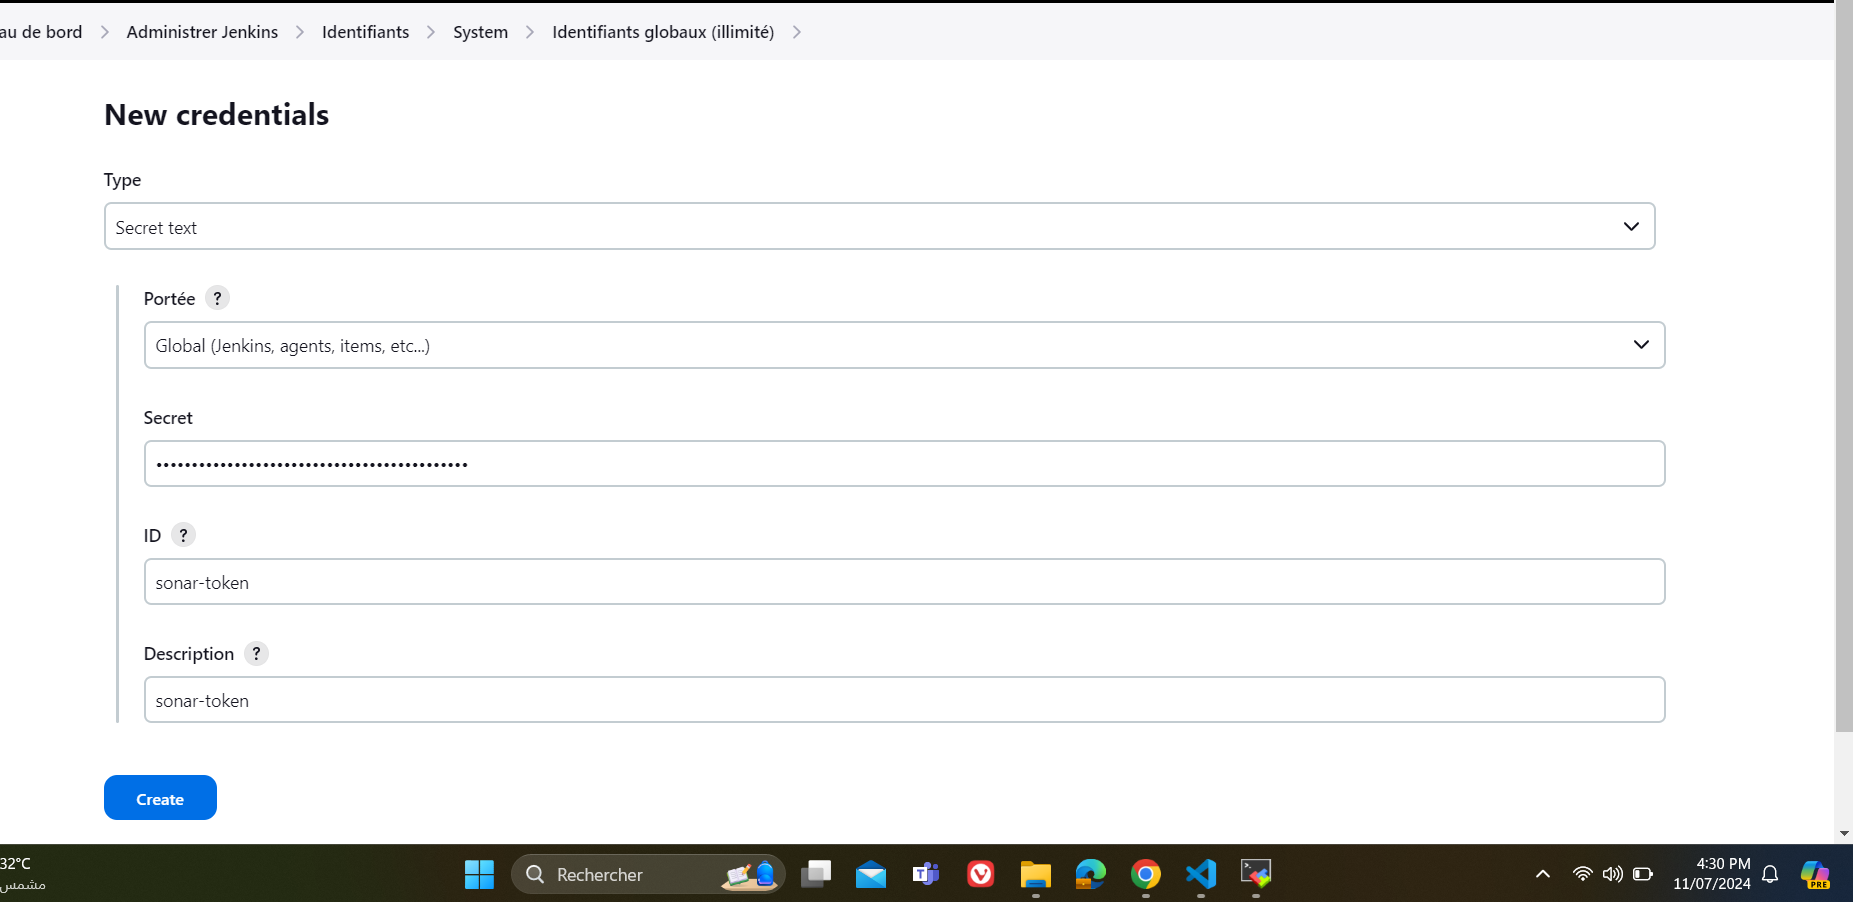 au de bord > Administrer Jenkins > Identifiants > System > Identifiants globaux (illimité) >
New credentials
Type
Secret text
Portée ?
Global (Jenkins, agents, items, etc...)
Secret
••••••••••••••••••••••••••••••••••••••••••••
ID ?
sonar-token
Description ?
sonar-token
Create
32°C
مشمس
Rechercher
4:30 PM
11/07/2024
PRE